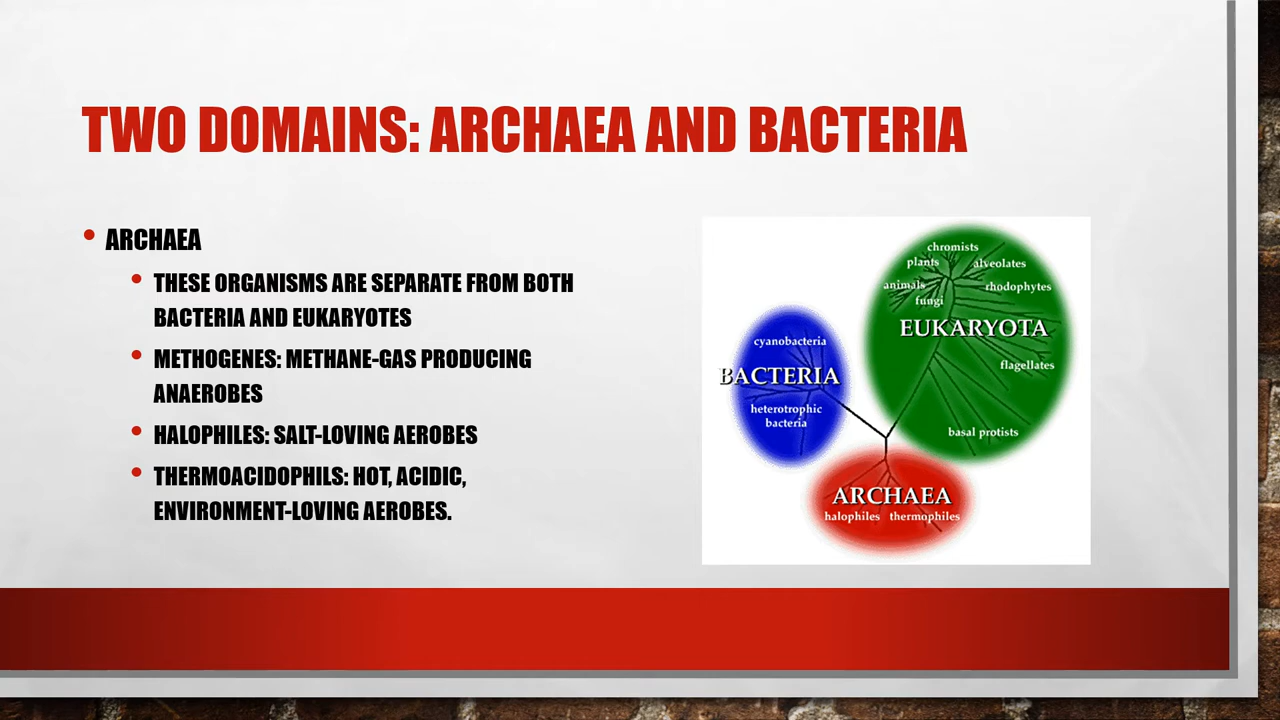 TWO DOMAINS: ARCHAEA AND BACTERIA
• ARCHAEA
• THESE ORGANISMS ARE SEPARATE FROM BOTH
BACTERIA AND EUKARYOTES
• METHOGENES: METHANE-GAS PRODUCING
ANAEROBES
• HALOPHILES: SALT-LOVING AEROBES
• THERMOACIDOPHILS: HOT, ACIDIC,
ENVIRONMENT-LOVING AEROBES.
chromists
plants
alveolates
animals
rhodophytes
fungi
EUKARYOTA
flagellates
basal protists
cyanobacteria
BACTERIA
heterotrophic
bacteria
ARCHAEA
halophiles thermophiles